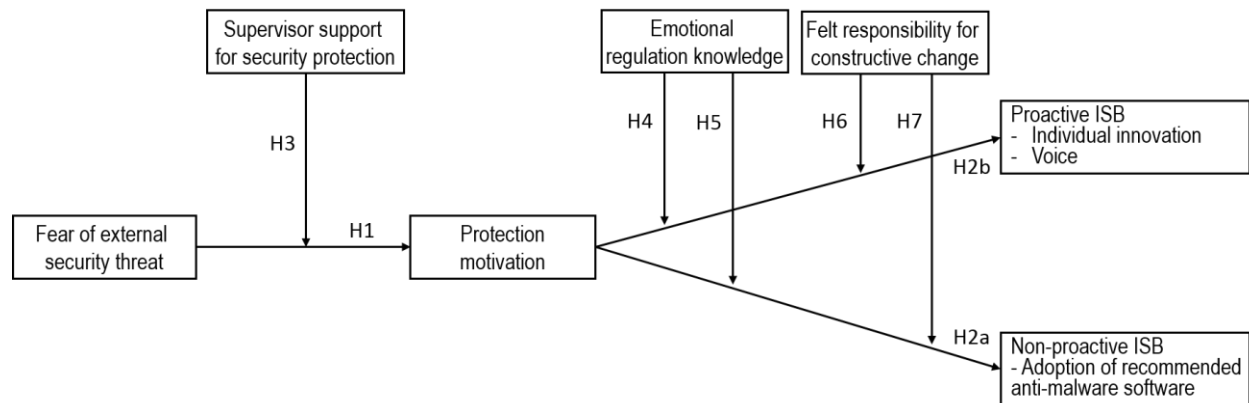 Supervisor support
for security protection
Emotional
regulation knowledge
Felt responsibility for
constructive change
H3
H4
H5
H6
H7
Proactive ISB
- Individual innovation
- Voice
H2b
Fear of external
security threat
H1
Protection
motivation
H2a
Non-proactive ISB
- Adoption of recommended
anti-malware software